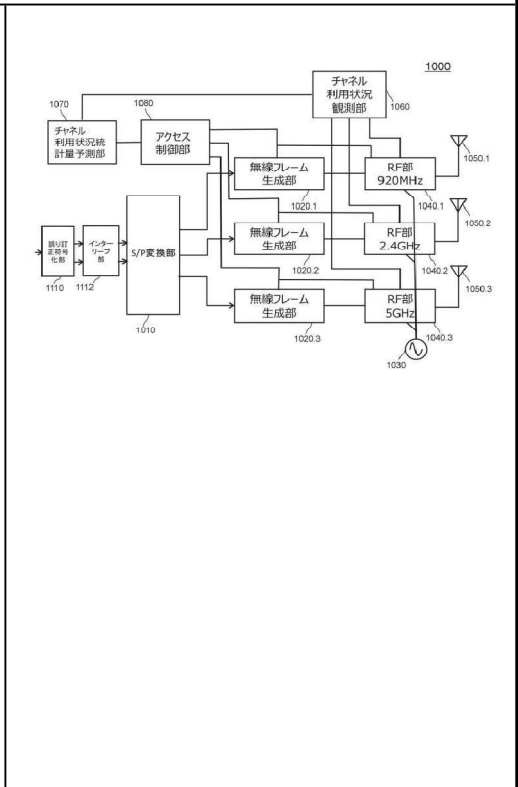 1000
チャネル
利用状況
観測部
1060
1070
チャネル
利用状況統
計量予測部
1080
アクセス
制御部
1050.1
無線フレーム
生成部
1020.1
RF部
920MHz
1040.1
1050.2
無線フレーム
生成部
1020.2
RF部
2.4GHz
1040.2
誤り訂
正符号
化部
1110
インター
リーブ
部
1112
S/P変換部
1010
1050.3
無線フレーム
生成部
1020.3
RF部
5GHz
1040.3
1030